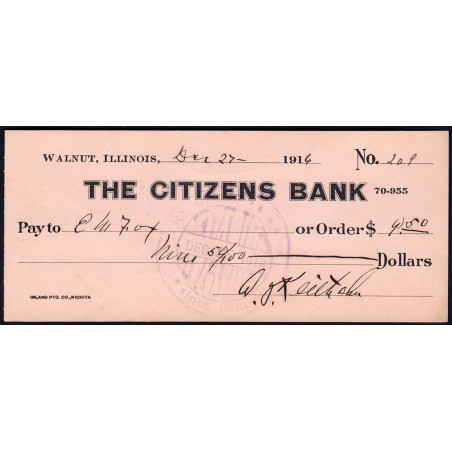 WALNUT, ILLINOIS, Dec 27- 1916 No. 209
THE CITIZENS BANK 70-955
Pay to C M Fox or Order $ 9.50
Nine 50/100 Dollars
INLAND PTG. CO., WICHITA